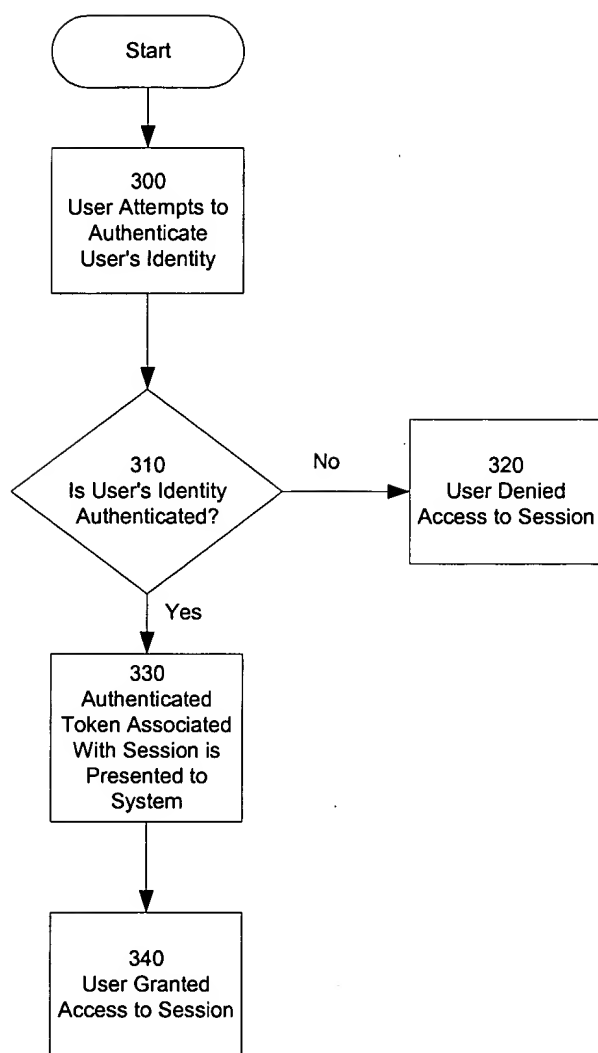 Start
300
User Attempts to
Authenticate
User's Identity
310
Is User's Identity
Authenticated?
No
320
User Denied
Access to Session
Yes
330
Authenticated
Token Associated
With Session is
Presented to
System
340
User Granted
Access to Session